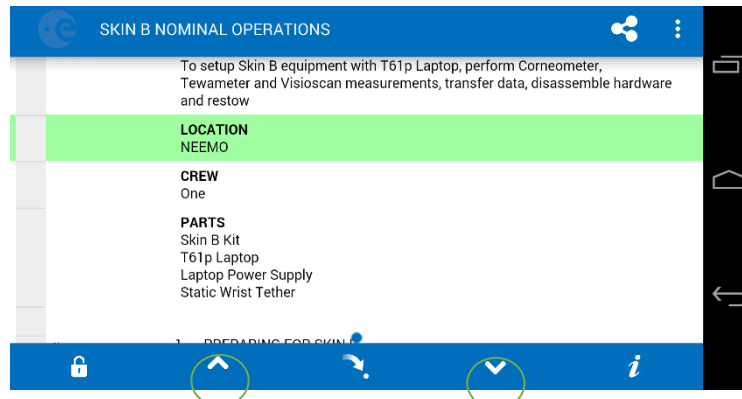 SKIN B NOMINAL OPERATIONS
To setup Skin B equipment with T61p Laptop, perform Corneometer,
Tewameter and Visioscan measurements, transfer data, disassemble hardware
and restow
LOCATION
NEEMO
CREW
One
PARTS
Skin B Kit
T61p Laptop
Laptop Power Supply
Static Wrist Tether
1 PREPARING FOR SKIN